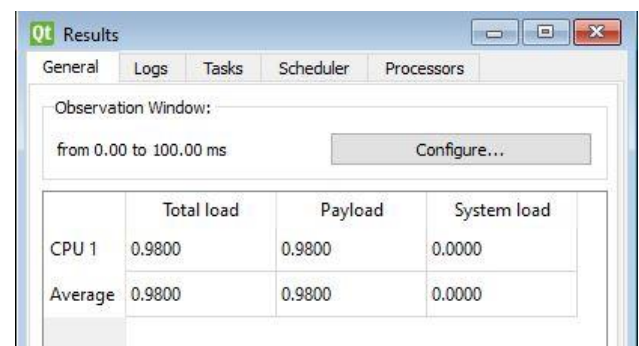 Qt Results
General Logs Tasks Scheduler Processors
Observation Window:
from 0.00 to 100.00 ms Configure...
Total load Payload System load
CPU 1 0.9800 0.9800 0.0000
Average 0.9800 0.9800 0.0000